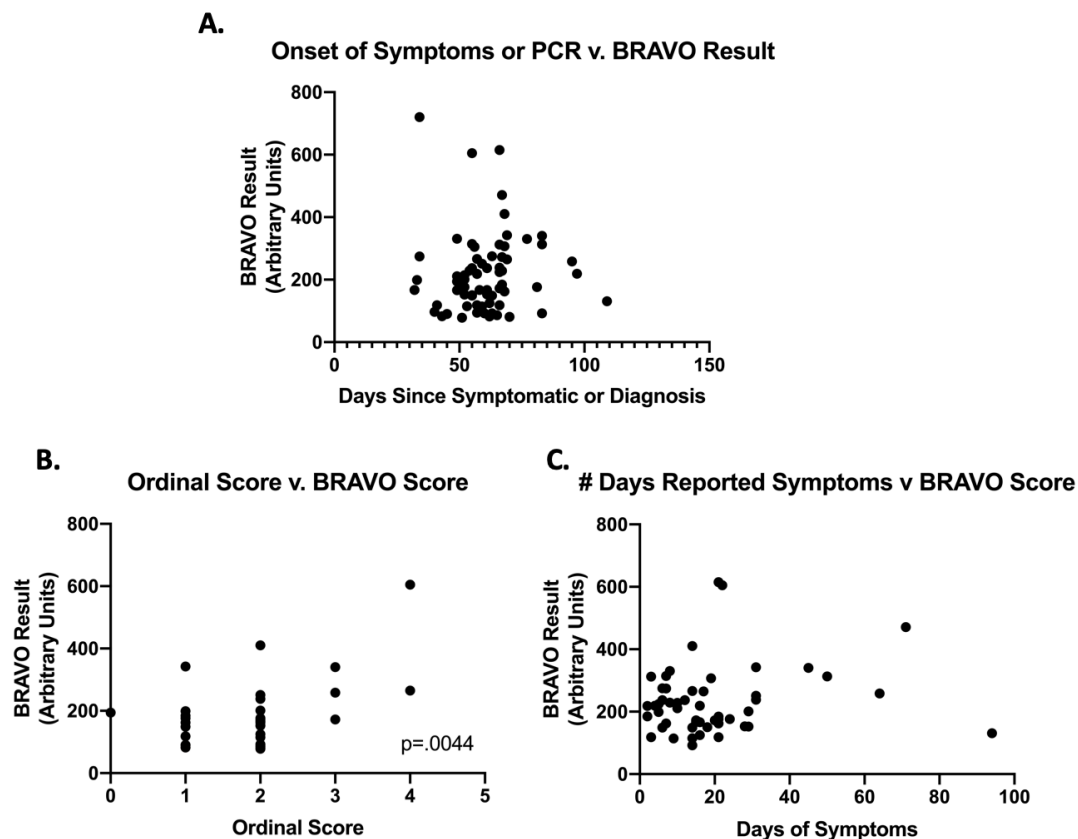 A.
Onset of Symptoms or PCR v. BRAVO Result
800
600
400
200
0
BRAVO Result
(Arbitrary Units)
0 50 100 150
Days Since Symptomatic or Diagnosis
B.
Ordinal Score v. BRAVO Score
800
600
400
200
0
BRAVO Result
(Arbitrary Units)
p=.0044
0 1 2 3 4 5
Ordinal Score
C.
# Days Reported Symptoms v BRAVO Score
800
600
400
200
0
BRAVO Result
(Arbitrary Units)
0 20 40 60 80 100
Days of Symptoms